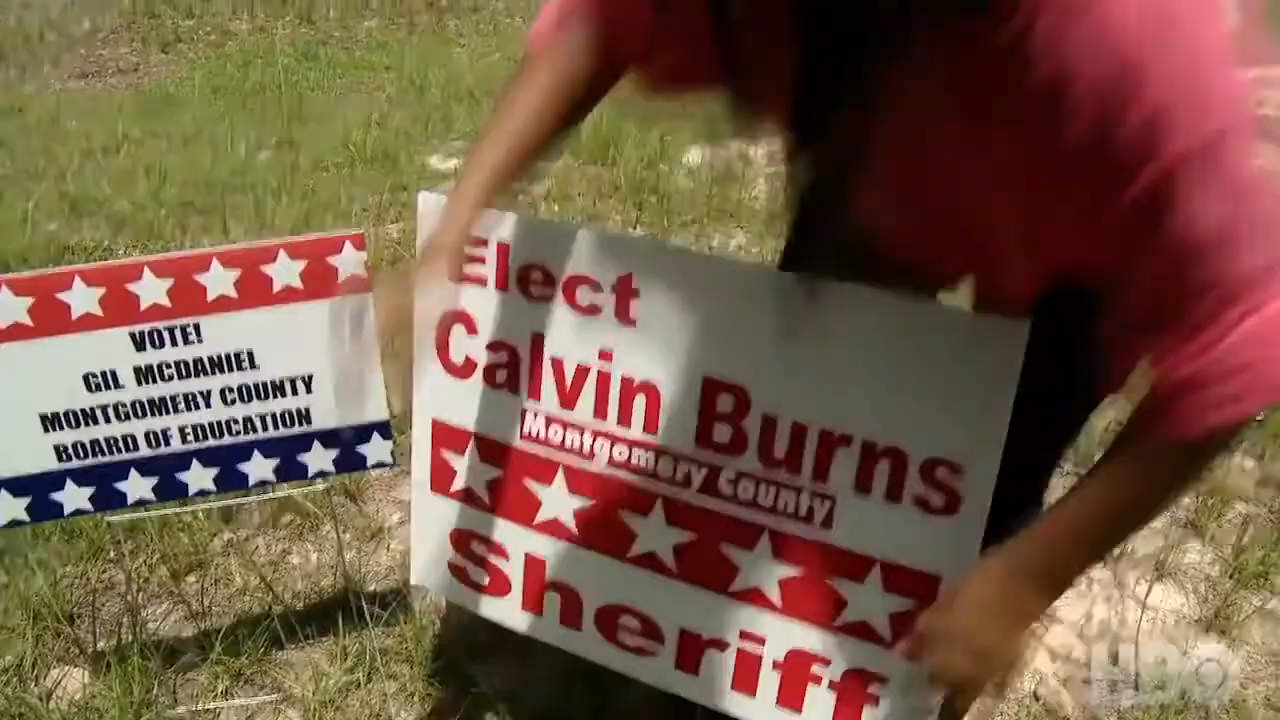 VOTE!
GIL MCDANIEL
MONTGOMERY COUNTY
BOARD OF EDUCATION
Elect
Calvin Burns
Montgomery County
Sheriff
HBO